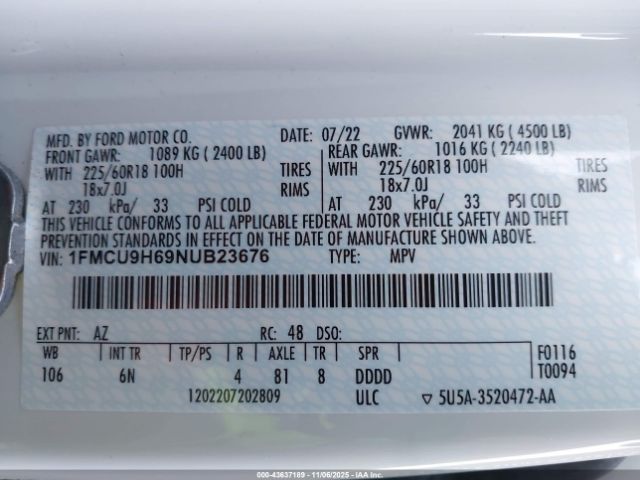 MFD. BY FORD MOTOR CO. DATE: 07/22 GVWR: 2041 KG ( 4500 LB)
FRONT GAWR: 1089 KG ( 2400 LB) REAR GAWR: 1016 KG ( 2240 LB)
WITH 225/60R18 100H TIRES WITH 225/60R18 100H TIRES
18x7.0J RIMS 18x7.0J RIMS
AT 230 kPa/ 33 PSI COLD AT 230 kPa/ 33 PSI COLD
THIS VEHICLE CONFORMS TO ALL APPLICABLE FEDERAL MOTOR VEHICLE SAFETY AND THEFT
PREVENTION STANDARDS IN EFFECT ON THE DATE OF MANUFACTURE SHOWN ABOVE.
VIN: 1FMCU9H69NUB23676 TYPE: MPV
EXT PNT: AZ RC: 48 DSO:
WB INT TR TP/PS R AXLE TR SPR F0116
106 6N 4 81 8 DDDD T0094
1202207202809 ULC ▽ 5U5A-3520472-AA
000-43637189 - 11/06/2025 - IAAI.COM